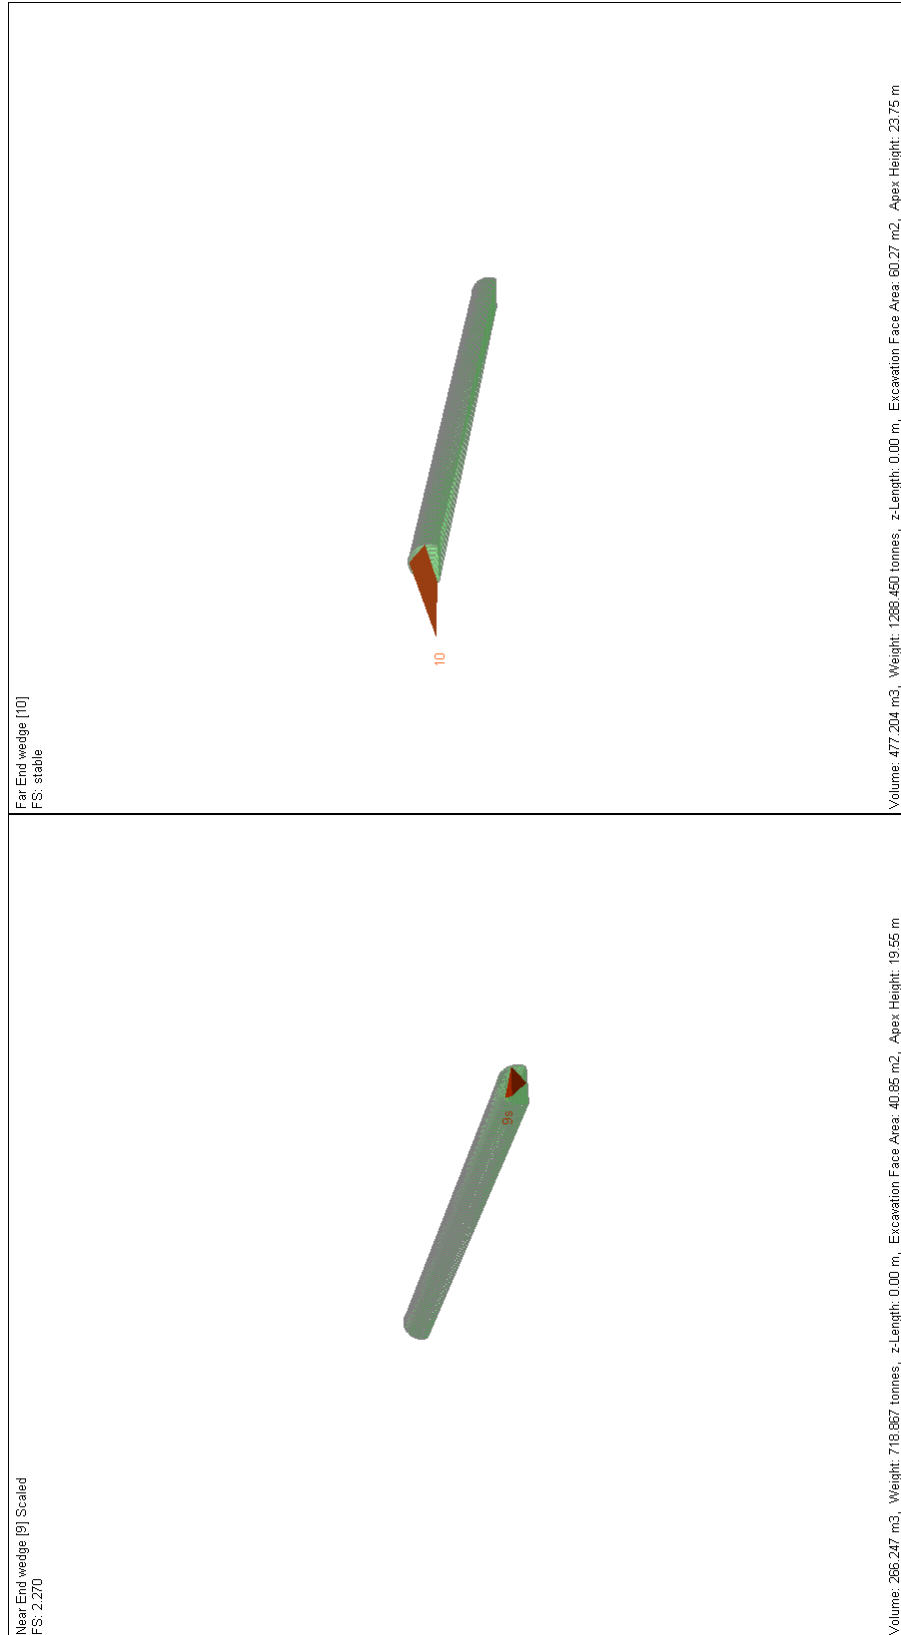 Near End wedge [9] Scaled
FS: 2.270
9s
Volume: 266.247 m3, Weight: 718.867 tonnes, z-Length: 0.00 m, Excavation Face Area: 40.85 m2, Apex Height: 19.55 m
Far End wedge [10]
FS: stable
10
Volume: 477.204 m3, Weight: 1288.450 tonnes, z-Length: 0.00 m, Excavation Face Area: 60.27 m2, Apex Height: 23.75 m